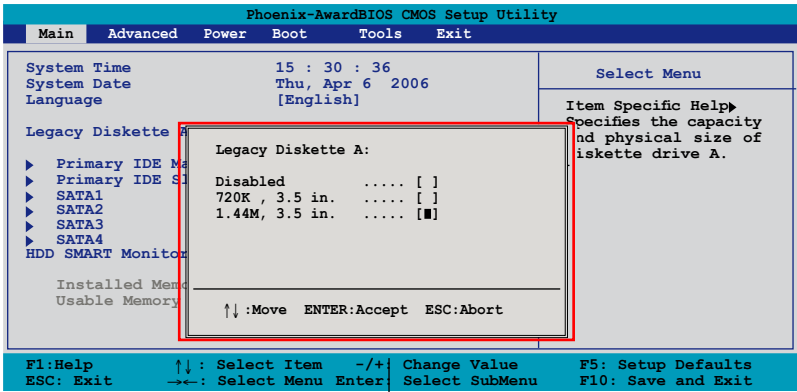 Phoenix-AwardBIOS CMOS Setup Utility
Main Advanced Power Boot Tools Exit
System Time 15 : 30 : 36
System Date Thu, Apr 6 2006
Language [English]
Legacy Diskette A
Primary IDE Ma
Primary IDE Sl
SATA1
SATA2
SATA3
SATA4
HDD SMART Monitor
Installed Memo
Usable Memory
Legacy Diskette A:
Disabled ..... [ ]
720K , 3.5 in. ..... [ ]
1.44M, 3.5 in. ..... [∎]
↑↓ :Move ENTER:Accept ESC:Abort
Select Menu
Item Specific Help▶
Specifies the capacity
nd physical size of
iskette drive A.
F1:Help ↑↓ : Select Item -/+: Change Value F5: Setup Defaults
ESC: Exit →←: Select Menu Enter: Select SubMenu F10: Save and Exit